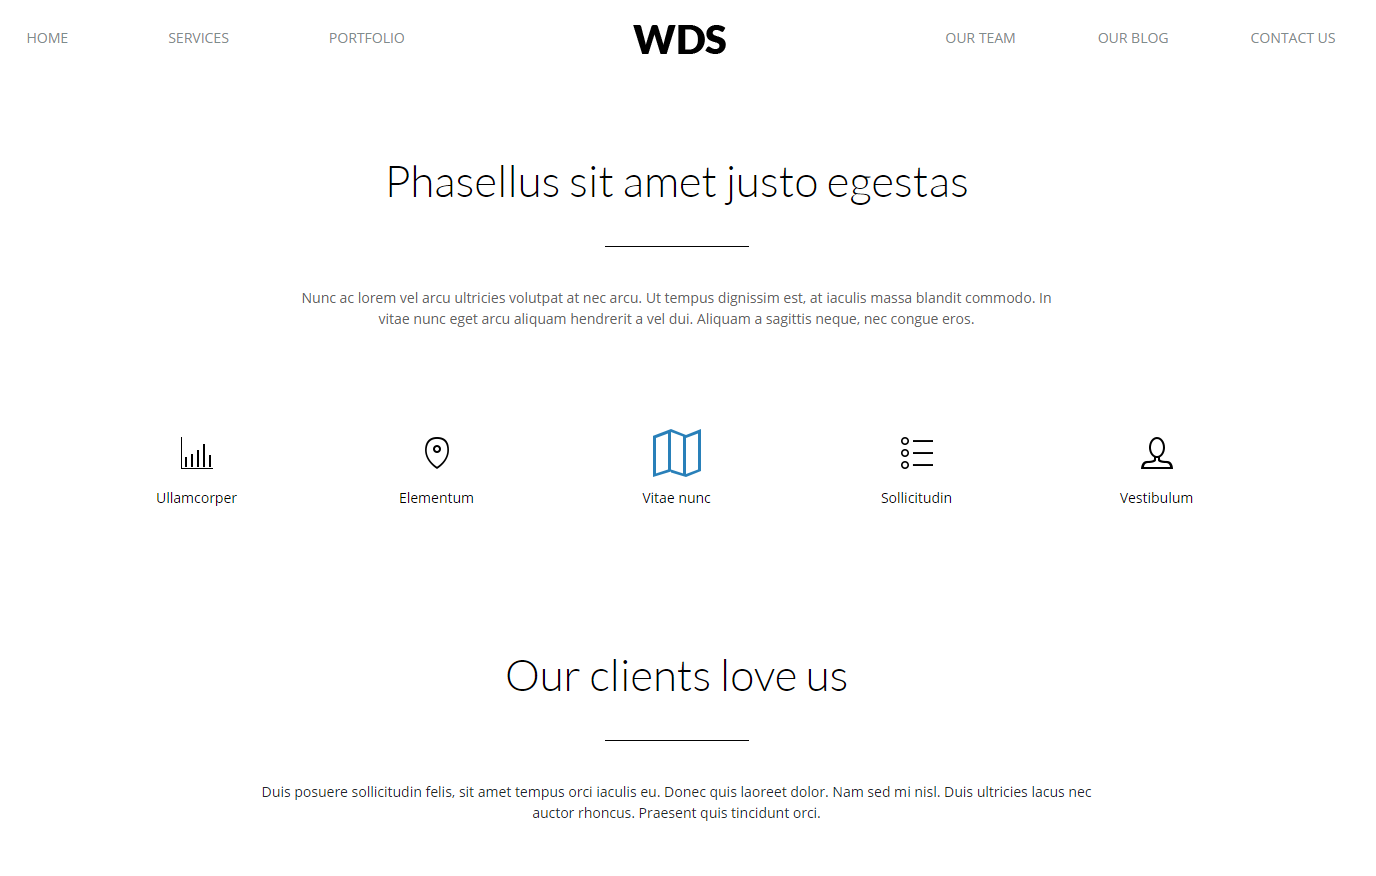 HOME SERVICES PORTFOLIO WDS OUR TEAM OUR BLOG CONTACT US
Phasellus sit amet justo egestas
Nunc ac lorem vel arcu ultricies volutpat at nec arcu. Ut tempus dignissim est, at iaculis massa blandit commodo. In
vitae nunc eget arcu aliquam hendrerit a vel dui. Aliquam a sagittis neque, nec congue eros.
Ullamcorper Elementum Vitae nunc Sollicitudin Vestibulum
Our clients love us
Duis posuere sollicitudin felis, sit amet tempus orci iaculis eu. Donec quis laoreet dolor. Nam sed mi nisl. Duis ultricies lacus nec
auctor rhoncus. Praesent quis tincidunt orci.